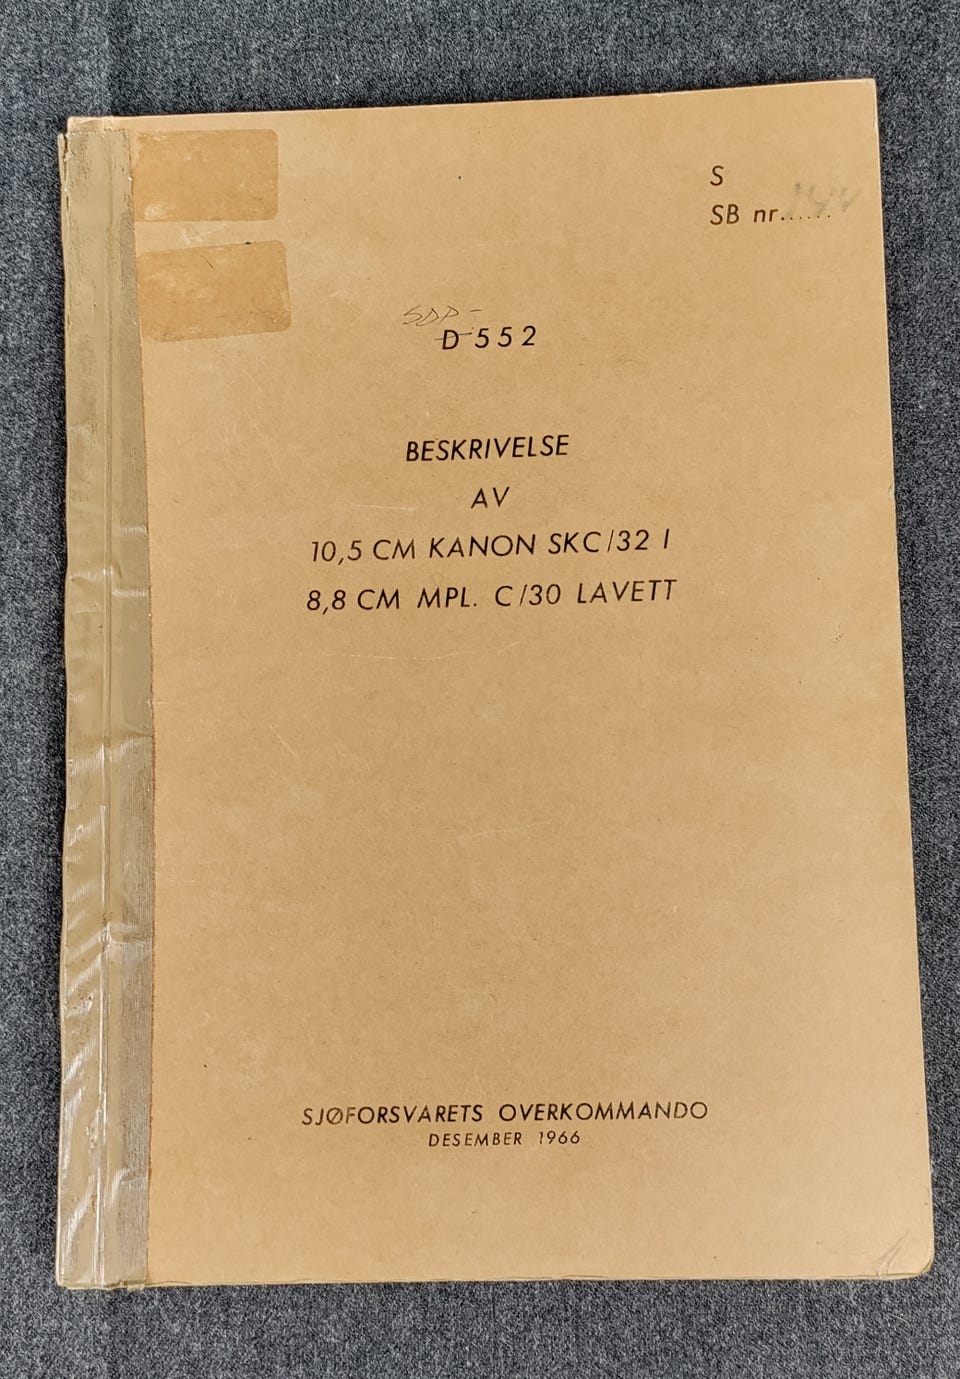 S
SB nr......
SDP-
D 552
BESKRIVELSE
AV
10,5 CM KANON SKC/32 I
8,8 CM MPL. C/30 LAVETT
SJØFORSVARETS OVERKOMMANDO
DESEMBER 1966